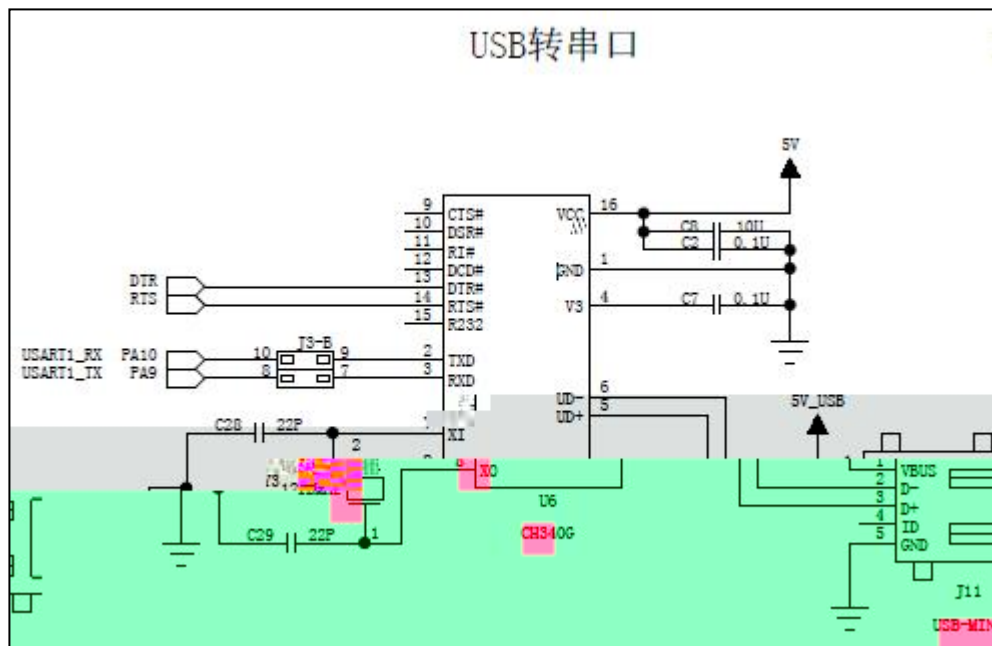 USB转串口
5V
9 CTS# VCC 16
10 DSR# C8 10U
11 RI# C2 0.1U
12 DCD# GND 1
DTR 13 DTR#
RTS 14 RTS# V3 4 C7 0.1U
15 R232
J3-B
USART1_RX PA10 10 9 2 TXD
USART1_TX PA9 8 7 3 RXD
UD- 6
UD+ 5
5V_USB
C28 22P XI
2
XO
1 VBUS
2 D-
3 D+
4 ID
5 GND
U6
CH340G
C29 22P 1
J11
USB-MIN